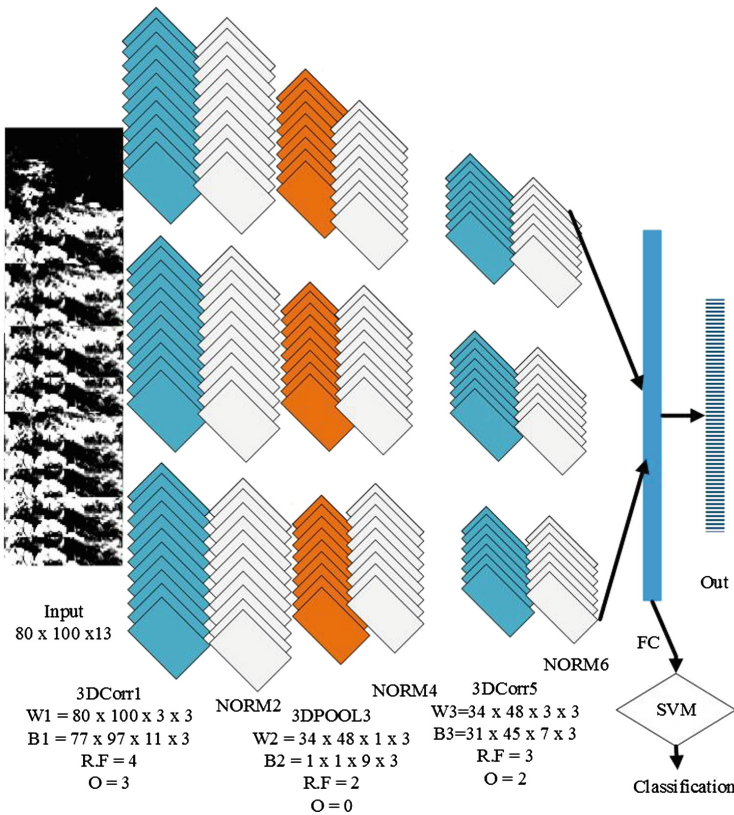 Input
80 x 100 x13
3DCorr1
W1 = 80 x 100 x 3 x 3
B1 = 77 x 97 x 11 x 3
R.F = 4
O = 3
NORM2
3DPOOL3
W2 = 34 x 48 x 1 x 3
B2 = 1 x 1 x 9 x 3
R.F = 2
O = 0
NORM4
3DCorr5
W3=34 x 48 x 3 x 3
B3=31 x 45 x 7 x 3
R.F = 3
O = 2
NORM6
FC
Out
SVM
Classification